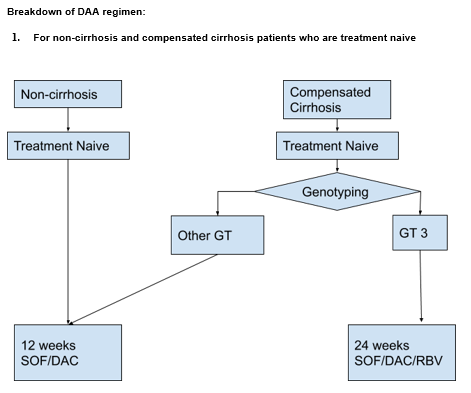 Breakdown of DAA regimen:
1. For non-cirrhosis and compensated cirrhosis patients who are treatment naive
Non-cirrhosis
Compensated
Cirrhosis
Treatment Naive
Treatment Naive
Genotyping
Other GT
GT 3
12 weeks
SOF/DAC
24 weeks
SOF/DAC/RBV